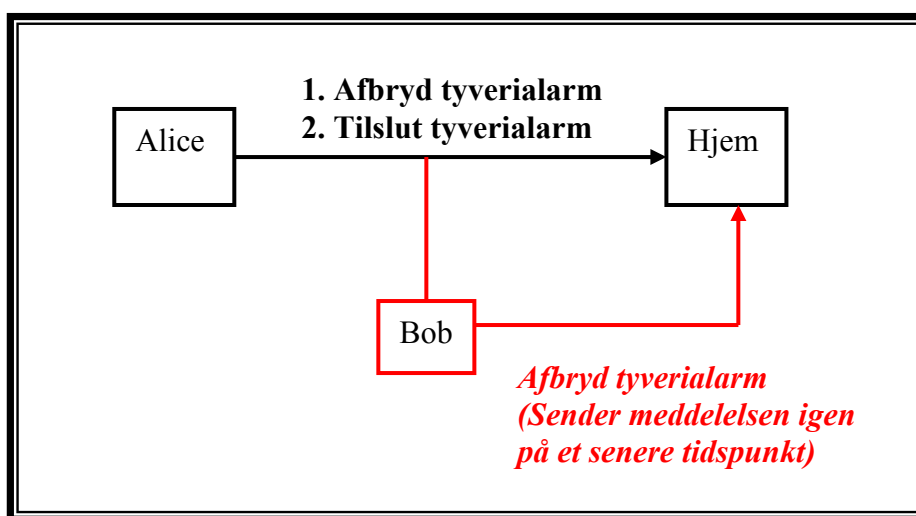 1. Afbryd tyverialarm
2. Tilslut tyverialarm
Alice
Hjem
Bob
Afbryd tyverialarm
(Sender meddelelsen igen
på et senere tidspunkt)